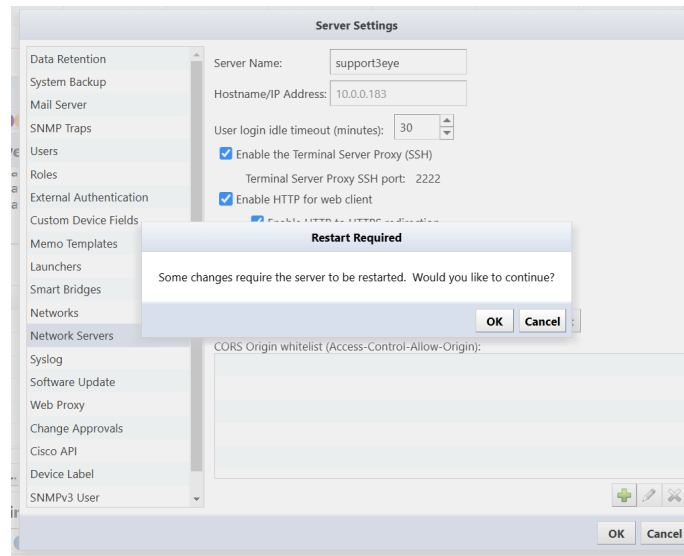 Server Settings
Data Retention
System Backup
Mail Server
SNMP Traps
Users
Roles
External Authentication
Custom Device Fields
Memo Templates
Launchers
Smart Bridges
Networks
Network Servers
Syslog
Software Update
Web Proxy
Change Approvals
Cisco API
Device Label
SNMPv3 User
Server Name: support3eye
Hostname/IP Address: 10.0.0.183
User login idle timeout (minutes): 30
Enable the Terminal Server Proxy (SSH)
Terminal Server Proxy SSH port: 2222
Enable HTTP for web client
Enable HTTP to HTTPS redirection
Restart Required
Some changes require the server to be restarted. Would you like to continue?
OK Cancel
CORS Origin whitelist (Access-Control-Allow-Origin):
OK Cancel